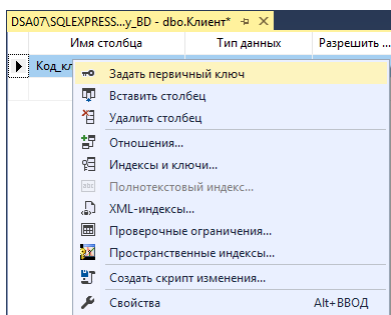 DSA07\SQLEXPRESS...y_BD - dbo.Клиент*
Имя столбца Тип данных Разрешить ...
Код_кл
Задать первичный ключ
Вставить столбец
Удалить столбец
Отношения...
Индексы и ключи...
Полнотекстовый индекс...
XML-индексы...
Проверочные ограничения...
Пространственные индексы...
Создать скрипт изменения...
Свойства Alt+ВВОД